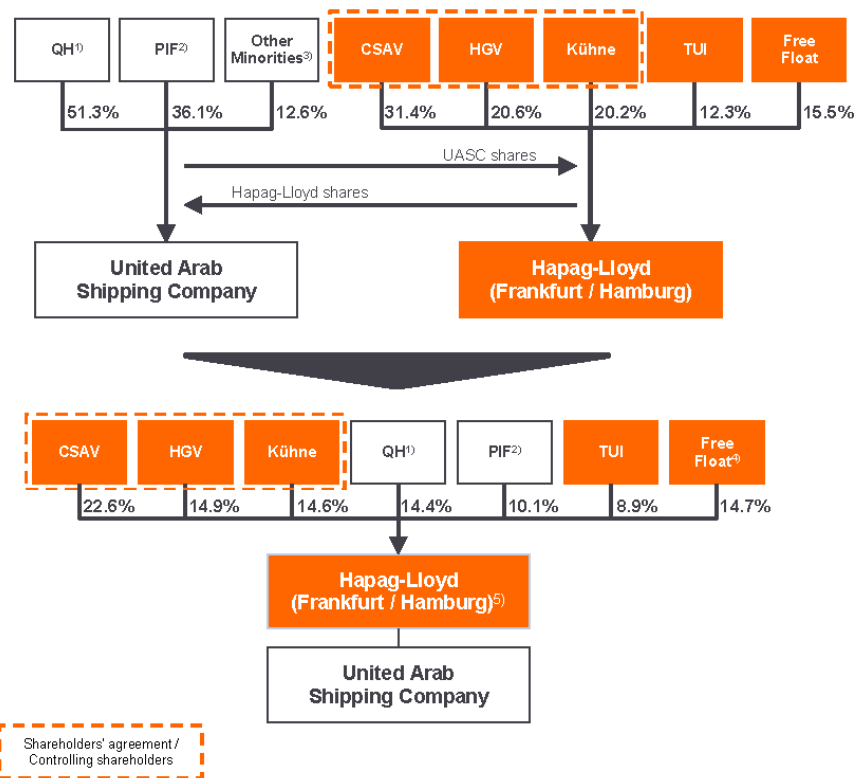 QH1)
PIF2)
Other
Minorities3)
CSAV
HGV
Kühne
TUI
Free
Float
51.3%
36.1%
12.6%
31.4%
20.6%
20.2%
12.3%
15.5%
UASC shares
Hapag-Lloyd shares
United Arab
Shipping Company
Hapag-Lloyd
(Frankfurt / Hamburg)
CSAV
HGV
Kühne
QH1)
PIF2)
TUI
Free
Float4)
22.6%
14.9%
14.6%
14.4%
10.1%
8.9%
14.7%
Hapag-Lloyd
(Frankfurt / Hamburg)5)
United Arab
Shipping Company
Shareholders' agreement /
Controlling shareholders